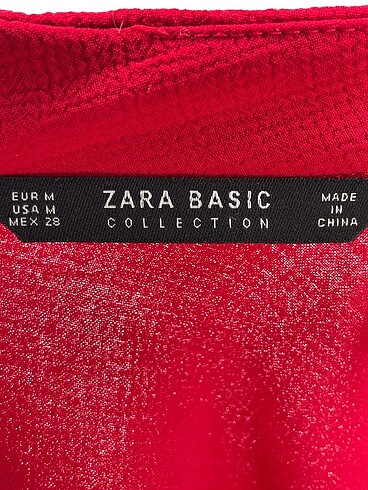 EUR M
USA M
MEX 28
ZARA BASIC
COLLECTION
MADE
IN
CHINA